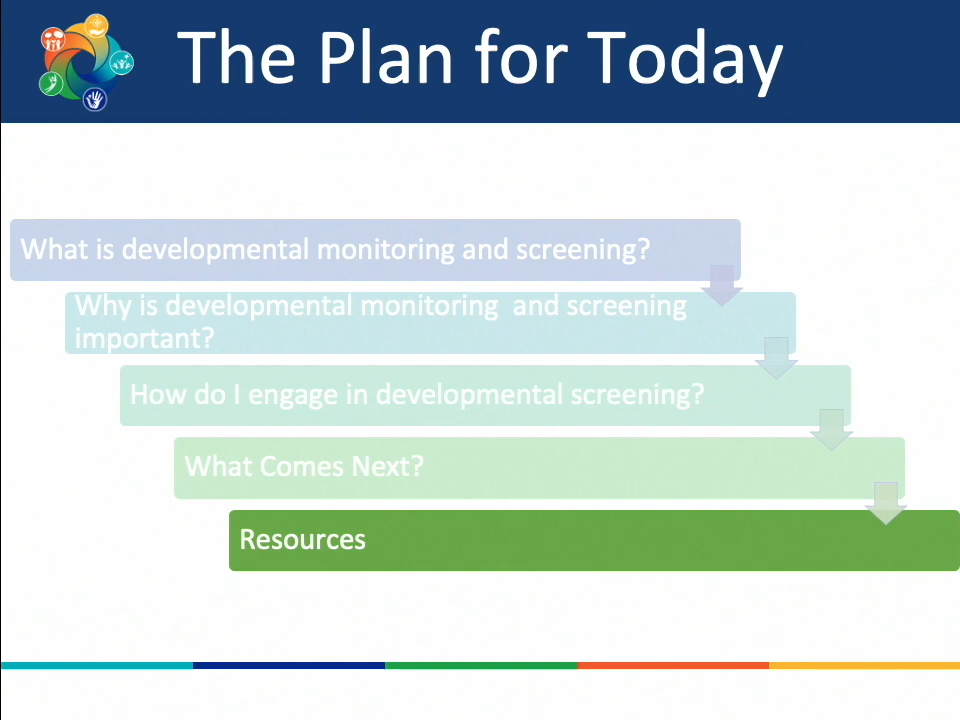 The Plan for Today
What is developmental monitoring and screening?
Why is developmental monitoring  and screening
important?
How do I engage in developmental screening?
What Comes Next?
Resources